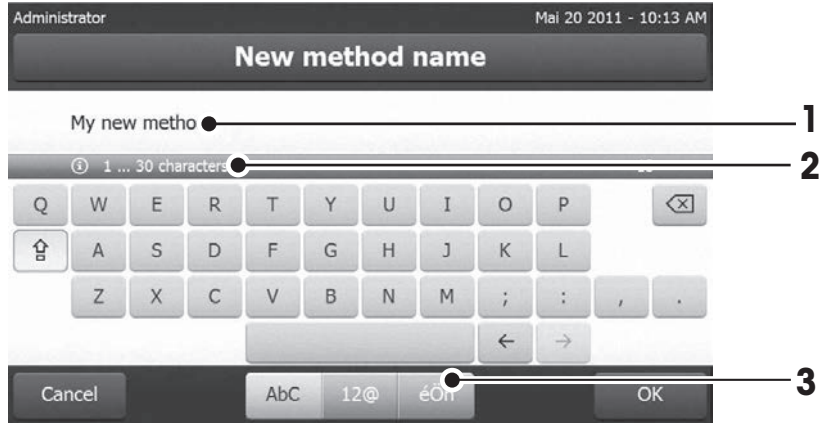 Administrator Mai 20 2011 - 10:13 AM
New method name
My new metho
1
1 ... 30 characters
2
Q W E R T Y U I O P
A S D F G H J K L
Z X C V B N M ; : , .
← →
3
Cancel AbC 12@ éÖñ OK